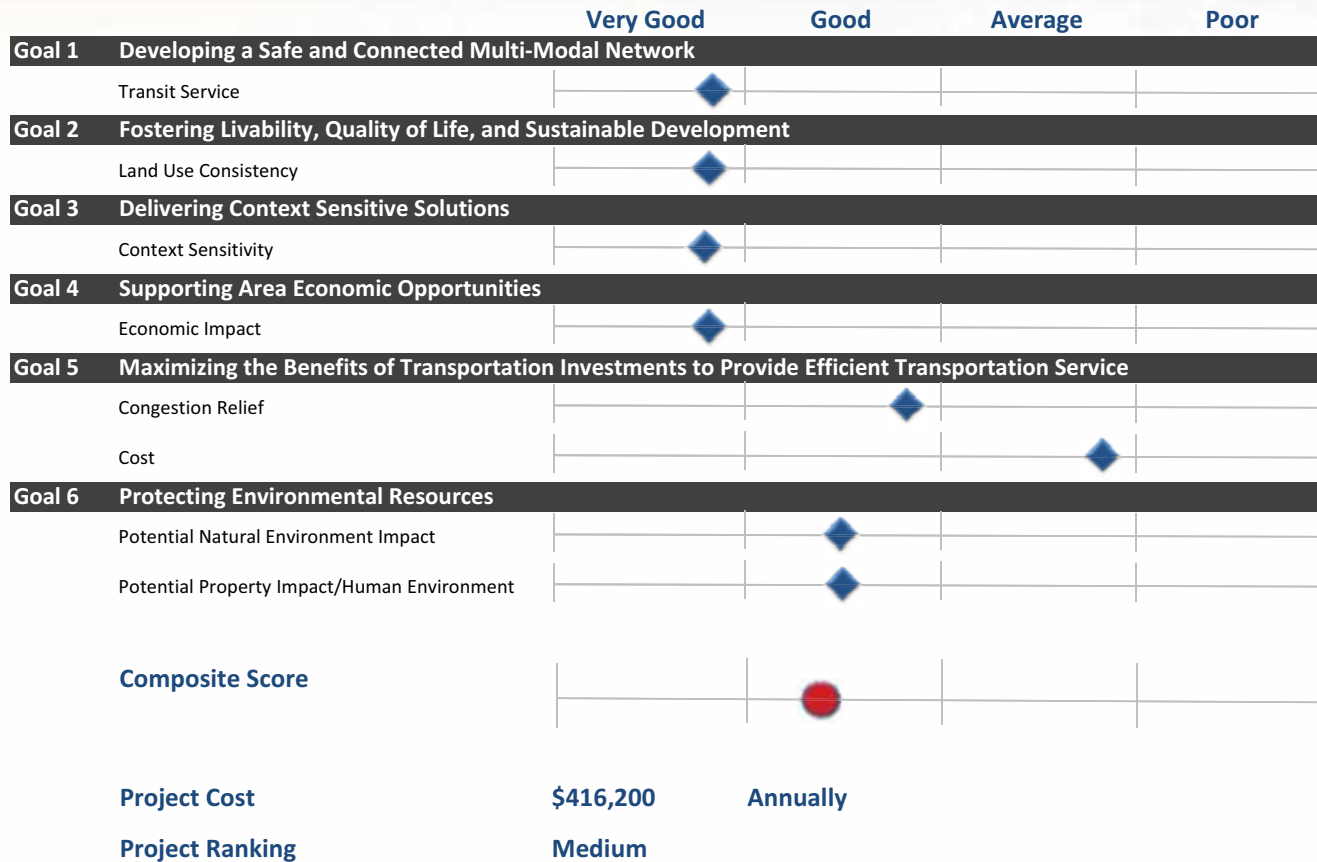 Very Good Good Average Poor
Goal 1 Developing a Safe and Connected Multi-Modal Network
Transit Service
Goal 2 Fostering Livability, Quality of Life, and Sustainable Development
Land Use Consistency
Goal 3 Delivering Context Sensitive Solutions
Context Sensitivity
Goal 4 Supporting Area Economic Opportunities
Economic Impact
Goal 5 Maximizing the Benefits of Transportation Investments to Provide Efficient Transportation Service
Congestion Relief
Cost
Goal 6 Protecting Environmental Resources
Potential Natural Environment Impact
Potential Property Impact/Human Environment
Composite Score
Project Cost $416,200 Annually
Project Ranking Medium